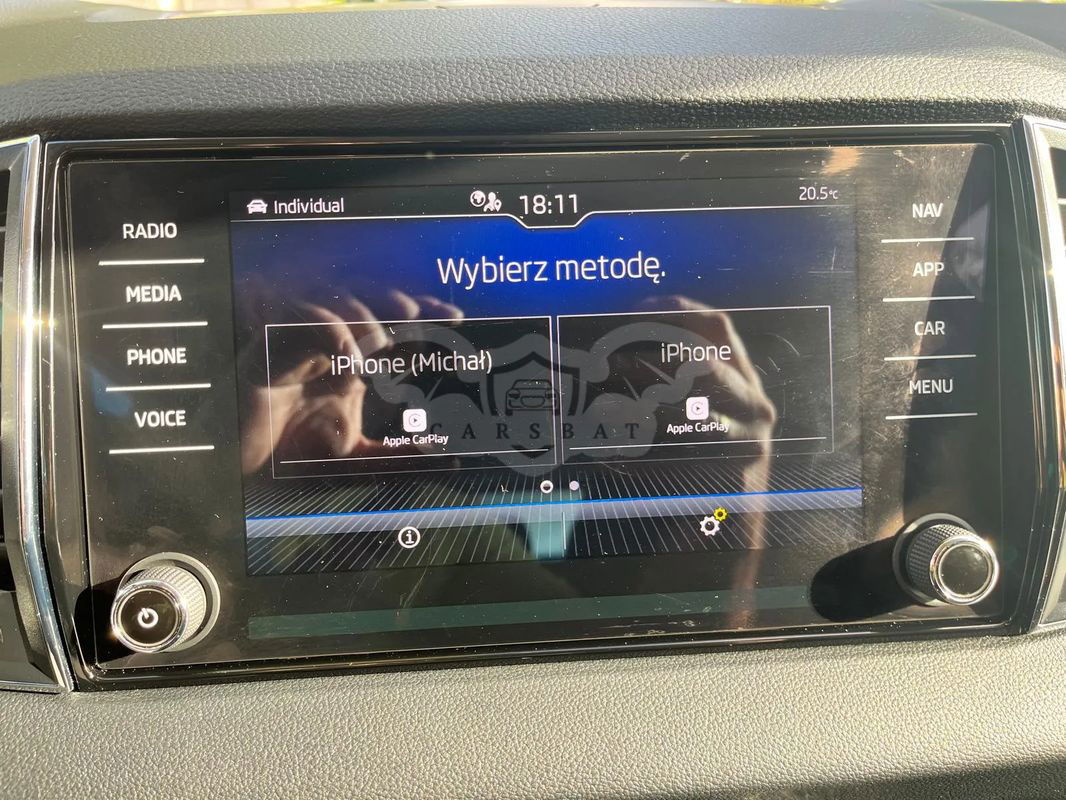 Individual
18:11
20.5°C
RADIO
MEDIA
PHONE
VOICE
NAV
APP
CAR
MENU
Wybierz metodę.
iPhone (Michał)
Apple CarPlay
iPhone
Apple CarPlay
CARSBAT